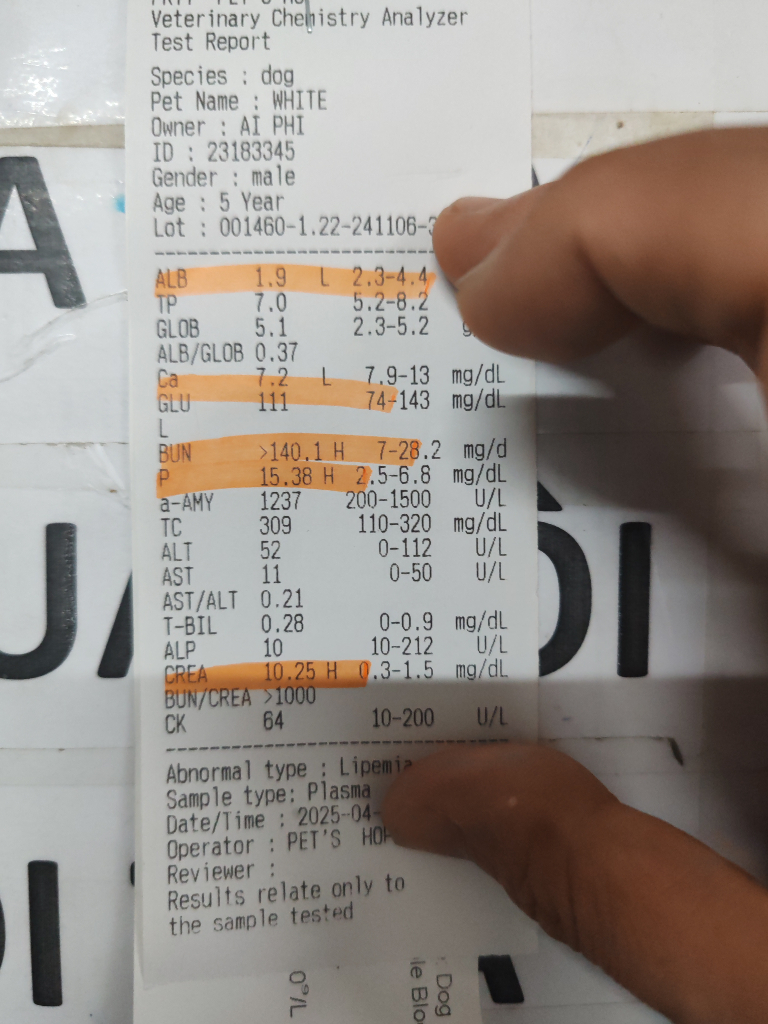 Veterinary Chemistry Analyzer
Test Report
Species : dog
Pet Name : WHITE
Owner : AI PHI
ID : 23183345
Gender : male
Age : 5 Year
Lot : 001460-1.22-241106-
ALB 1.9 L 2.3-4.4
TP 7.0 5.2-8.2
GLOB 5.1 2.3-5.2
ALB/GLOB 0.37
Ca 7.2 L 7.9-13 mg/dL
GLU 111 74-143 mg/dL
L
BUN >140.1 H 7-28.2 mg/d
P 15.38 H 2.5-6.8 mg/dL
a-AMY 1237 200-1500 U/L
TC 309 110-320 mg/dL
ALT 52 0-112 U/L
AST 11 0-50 U/L
AST/ALT 0.21
T-BIL 0.28 0-0.9 mg/dL
ALP 10 10-212 U/L
CREA 10.25 H 0.3-1.5 mg/dL
BUN/CREA >1000
CK 64 10-200 U/L
Abnormal type : Lipemia
Sample type: Plasma
Date/Time : 2025-04-
Operator : PET'S
Reviewer :
Results relate only to
the sample tested
Dog